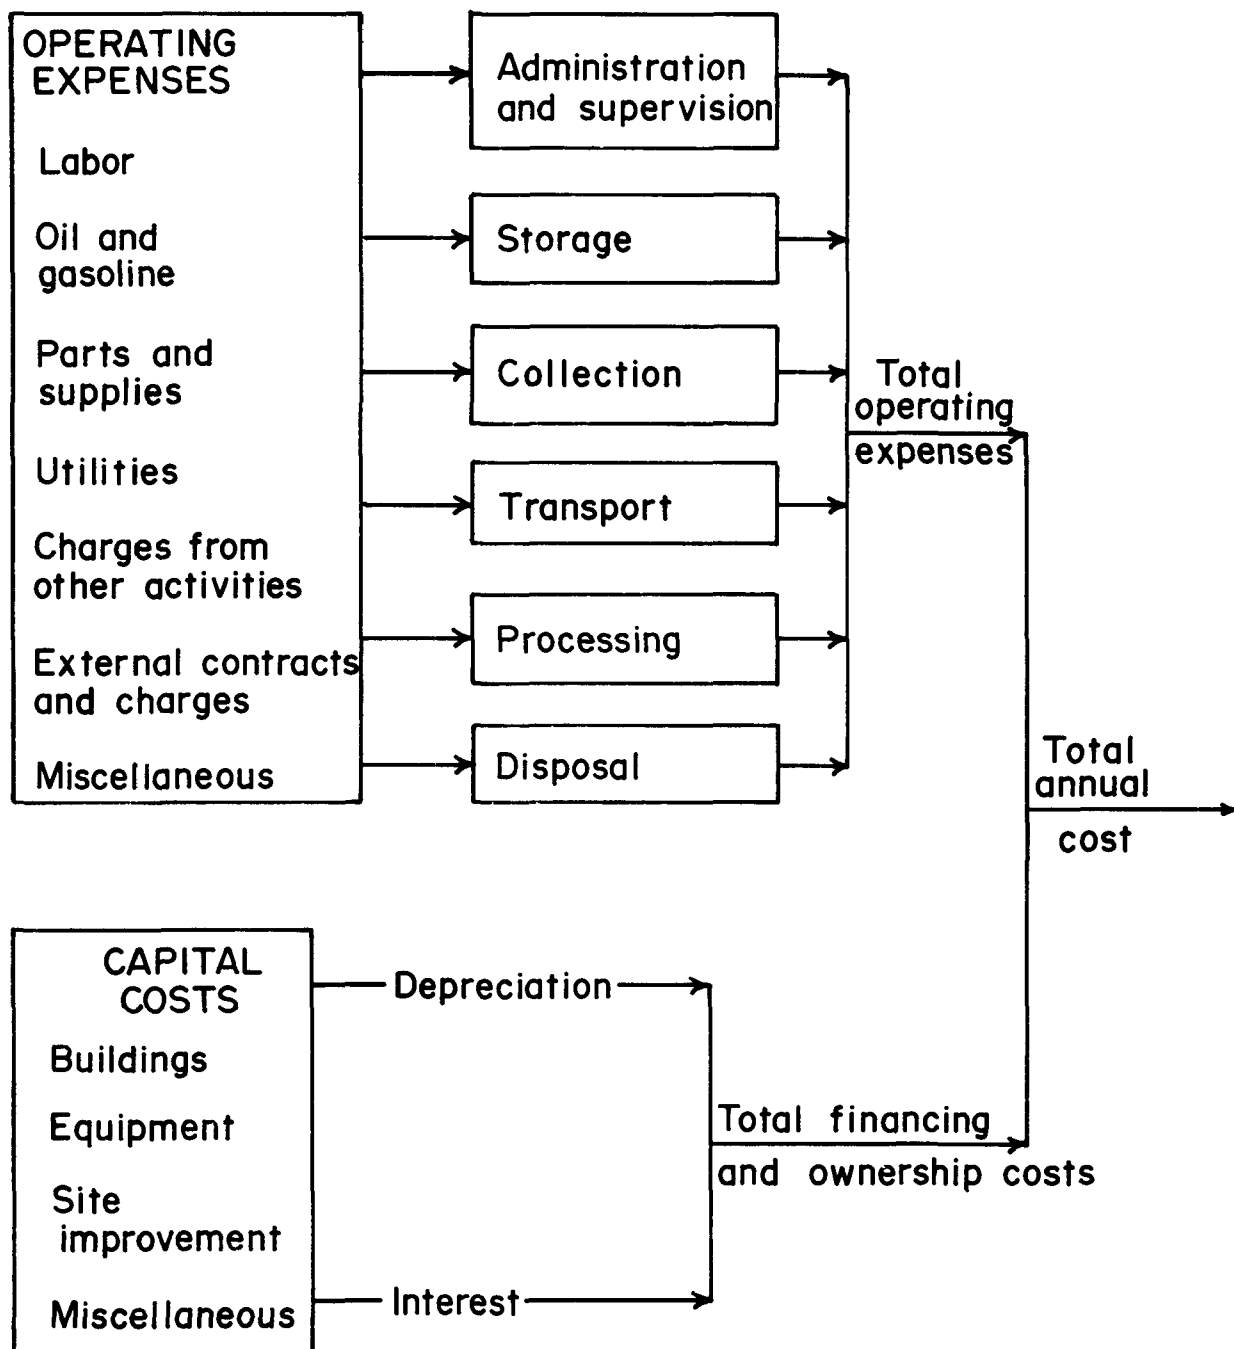 OPERATING
EXPENSES
Labor
Oil and
gasoline
Parts and
supplies
Utilities
Charges from
other activities
External contracts
and charges
Miscellaneous
Administration
and supervision
Storage
Collection
Transport
Processing
Disposal
Total
operating
expenses
Total
annual
cost
CAPITAL
COSTS
Buildings
Equipment
Site
improvement
Miscellaneous
Depreciation
Interest
Total financing
and ownership costs